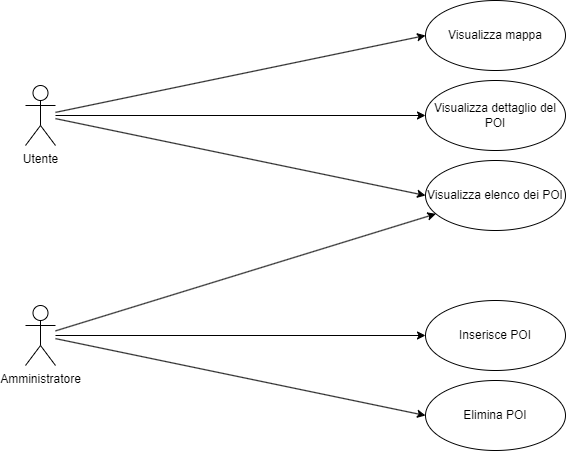 Visualizza mappa
Visualizza dettaglio del
POI
Utente
Visualizza elenco dei POI
Inserisce POI
Amministratore
Elimina POI